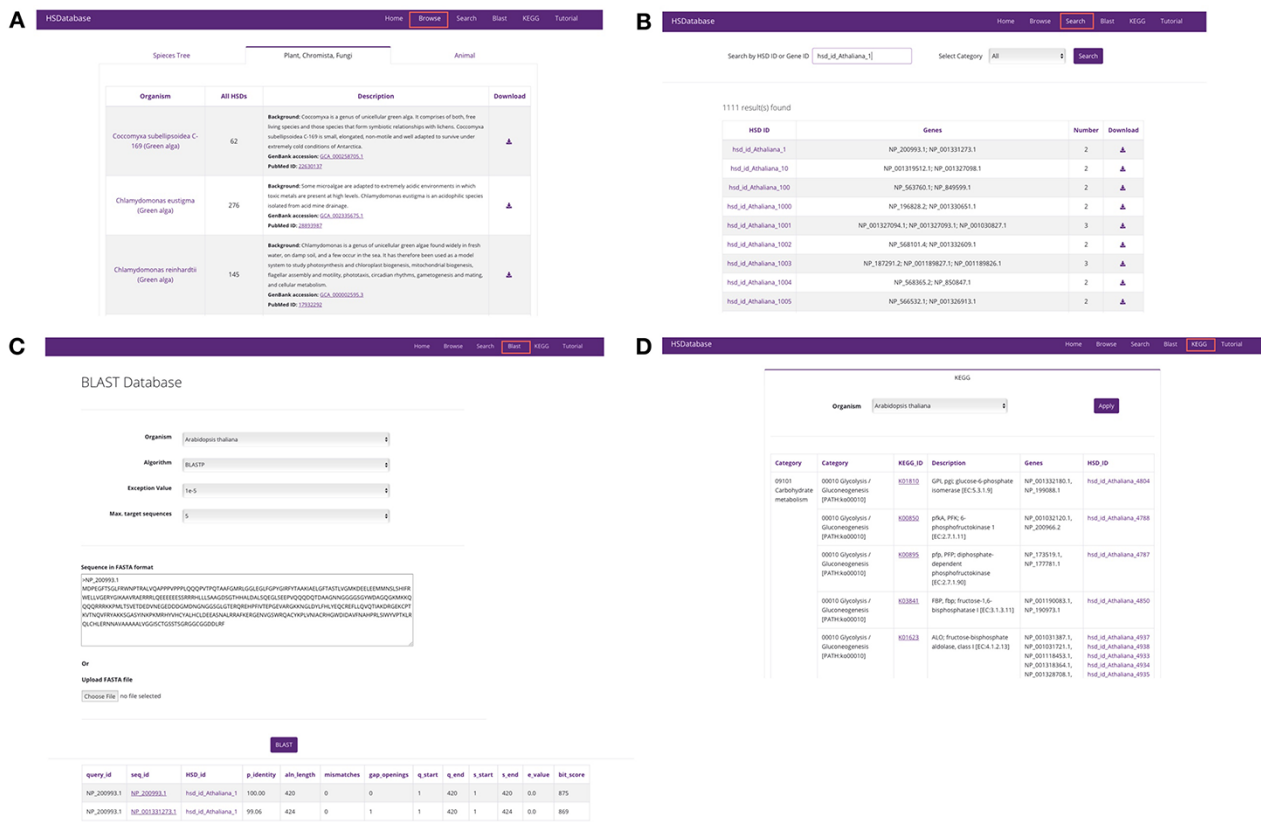 A
HSDatabase
Home Browse Search Blast KEGG Tutorial
Spieces Tree
Plant, Chromista, Fungi
Animal
Organism All HSDs Description Download
Coccomyxa subellipsoidea C-
169 (Green alga)
62
Background: Coccomyxa is a genus of unicellular green alga. It comprises of both, free
living species and those species that form symbiotic relationships with lichens. Coccomyxa
subellipsoidea C-169 is small, elongated, non-motile and well adapted to survive under
extremely cold conditions of Antarctica.
GenBank accession: GCA_000258705.1
PubMed ID: 22630137
Chlamydomonas eustigma
(Green alga)
276
Background: Some microalgae are adapted to extremely acidic environments in which
toxic metals are present at high levels. Chlamydomonas eustigma is an acidophilic species
isolated from acid mine drainage.
GenBank accession: GCA_002335675.1
PubMed ID: 28893987
Chlamydomonas reinhardtii
(Green alga)
145
Background: Chlamydomonas is a genus of unicellular green algae found widely in fresh
water, on damp soil, and a few occur in the sea. It has therefore been used as a model
system to study photosynthesis and chloroplast biogenesis, mitochondrial biogenesis,
flagellar assembly and motility, phototaxis, circadian rhythms, gametogenesis and mating,
and cellular metabolism.
GenBank accession: GCA_000002595.3
PubMed ID: 17932292
B
HSDatabase
Home Browse Search Blast KEGG Tutorial
Search by HSD ID or Gene ID hsd_id_Athaliana_1 Select Category All Search
1111 result(s) found
HSD ID Genes Number Download
hsd_id_Athaliana_1 NP_200993.1; NP_001331273.1 2
hsd_id_Athaliana_10 NP_001319512.1; NP_001327098.1 2
hsd_id_Athaliana_100 NP_563760.1; NP_849599.1 2
hsd_id_Athaliana_1000 NP_196828.2; NP_001330651.1 2
hsd_id_Athaliana_1001 NP_001327094.1; NP_001327093.1; NP_001030827.1 3
hsd_id_Athaliana_1002 NP_568101.4; NP_001332609.1 2
hsd_id_Athaliana_1003 NP_187291.2; NP_001189827.1; NP_001189826.1 3
hsd_id_Athaliana_1004 NP_568365.2; NP_850847.1 2
hsd_id_Athaliana_1005 NP_566532.1; NP_001326913.1 2
C
Home Browse Search Blast KEGG Tutorial
BLAST Database
Organism Arabidopsis thaliana
Algorithm BLASTP
Exception Value 1e-5
Max. target sequences 5
Sequence in FASTA format
>NP_200993.1
Or
Upload FASTA file
Choose File no file selected
BLAST
query_id seq_id HSD_id p_identity aln_length mismatches gap_openings q_start q_end s_start s_end e_value bit_score
NP_200993.1 NP_200993.1 hsd_id_Athaliana_1 100.00 420 0 0 1 420 1 420 0.0 875
NP_200993.1 NP_001331273.1 hsd_id_Athaliana_1 99.06 424 0 1 1 420 1 424 0.0 869
D
HSDatabase
Home Browse Search Blast KEGG Tutorial
KEGG
Organism Arabidopsis thaliana Apply
Category Category KEGG_ID Description Genes HSD_ID
09101
Carbohydrate
metabolism
00010 Glycolysis /
Gluconeogenesis
[PATH:ko00010]
K01810
GPI, pgi; glucose-6-phosphate
isomerase [EC:5.3.1.9]
NP_001332180.1,
NP_199088.1
hsd_id_Athaliana_4804
00010 Glycolysis /
Gluconeogenesis
[PATH:ko00010]
K00850
pfkA, PFK; 6-
phosphofructokinase 1
[EC:2.7.1.11]
NP_001032120.1,
NP_200966.2
hsd_id_Athaliana_4788
00010 Glycolysis /
Gluconeogenesis
[PATH:ko00010]
K00895
pfp, PFP; diphosphate-
dependent
phosphofructokinase
[EC:2.7.1.90]
NP_173519.1,
NP_177781.1
hsd_id_Athaliana_4787
00010 Glycolysis /
Gluconeogenesis
[PATH:ko00010]
K03841
FBP, fbp; fructose-1,6-
bisphosphatase I [EC:3.1.3.11]
NP_001190083.1,
NP_190973.1
hsd_id_Athaliana_4850
00010 Glycolysis /
Gluconeogenesis
[PATH:ko00010]
K01623
ALO; fructose-bisphosphate
aldolase, class I [EC:4.1.2.13]
NP_001031387.1,
NP_001031721.1,
NP_001118453.1,
NP_001318364.1,
NP_001328708.1,
hsd_id_Athaliana_4937
hsd_id_Athaliana_4938
hsd_id_Athaliana_4933
hsd_id_Athaliana_4934
hsd_id_Athaliana_4935